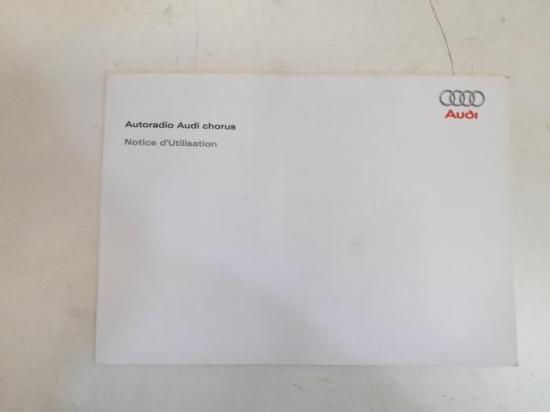 Audi
Autoradio Audi chorus
Notice d'Utilisation